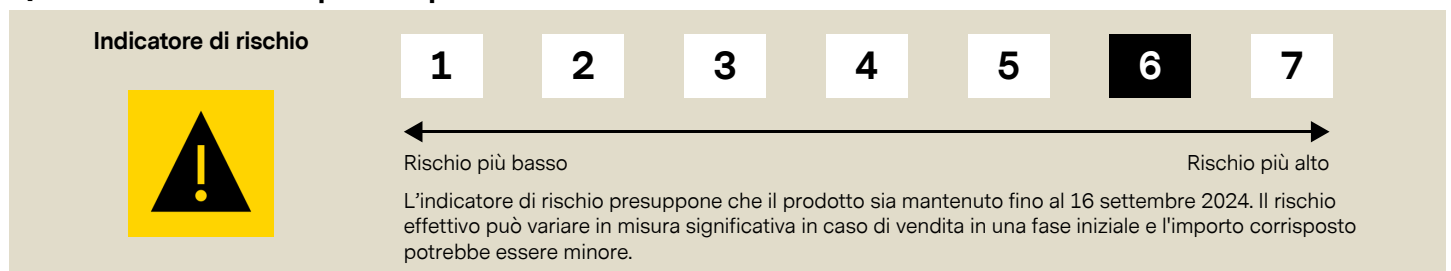 Indicatore di rischio
1 2 3 4 5 6 7
Rischio più basso Rischio più alto
L'indicatore di rischio presuppone che il prodotto sia mantenuto fino al 16 settembre 2024. Il rischio
effettivo può variare in misura significativa in caso di vendita in una fase iniziale e l'importo corrisposto
potrebbe essere minore.